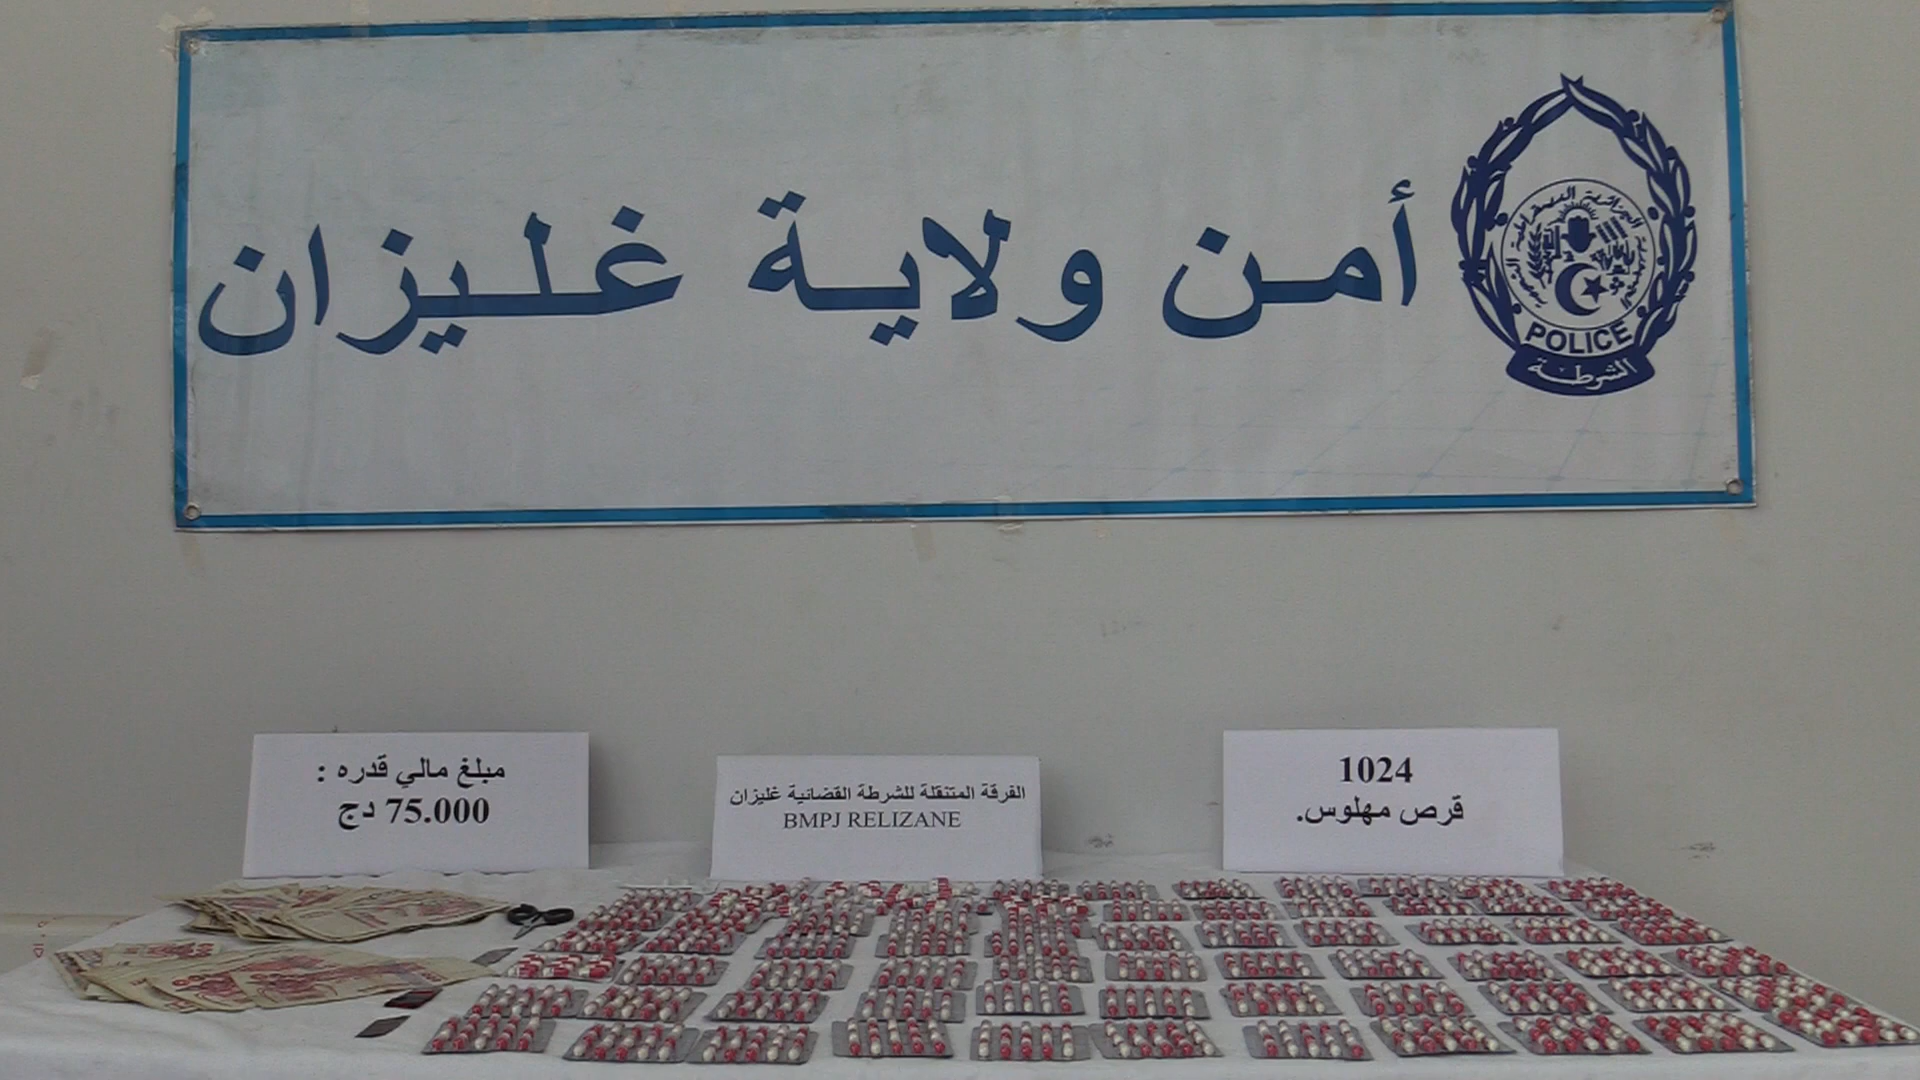 أمن ولاية غليزان
POLICE
الشرطة
مبلغ مالي قدره :
75.000 دج
الفرقة المتنقلة للشرطة القضائية غليزان
BMPJ RELIZANE
1024
قرص مهلوس.